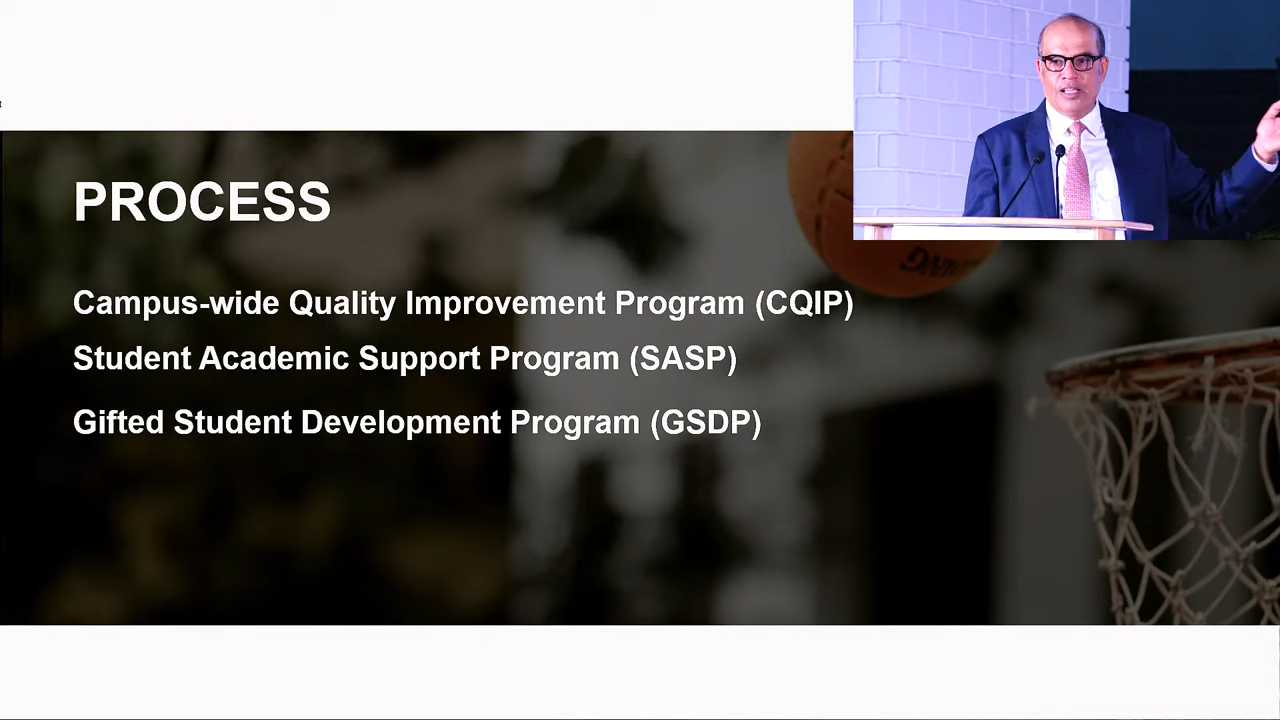 PROCESS
Campus-wide Quality Improvement Program (CQIP)
Student Academic Support Program (SASP)
Gifted Student Development Program (GSDP)